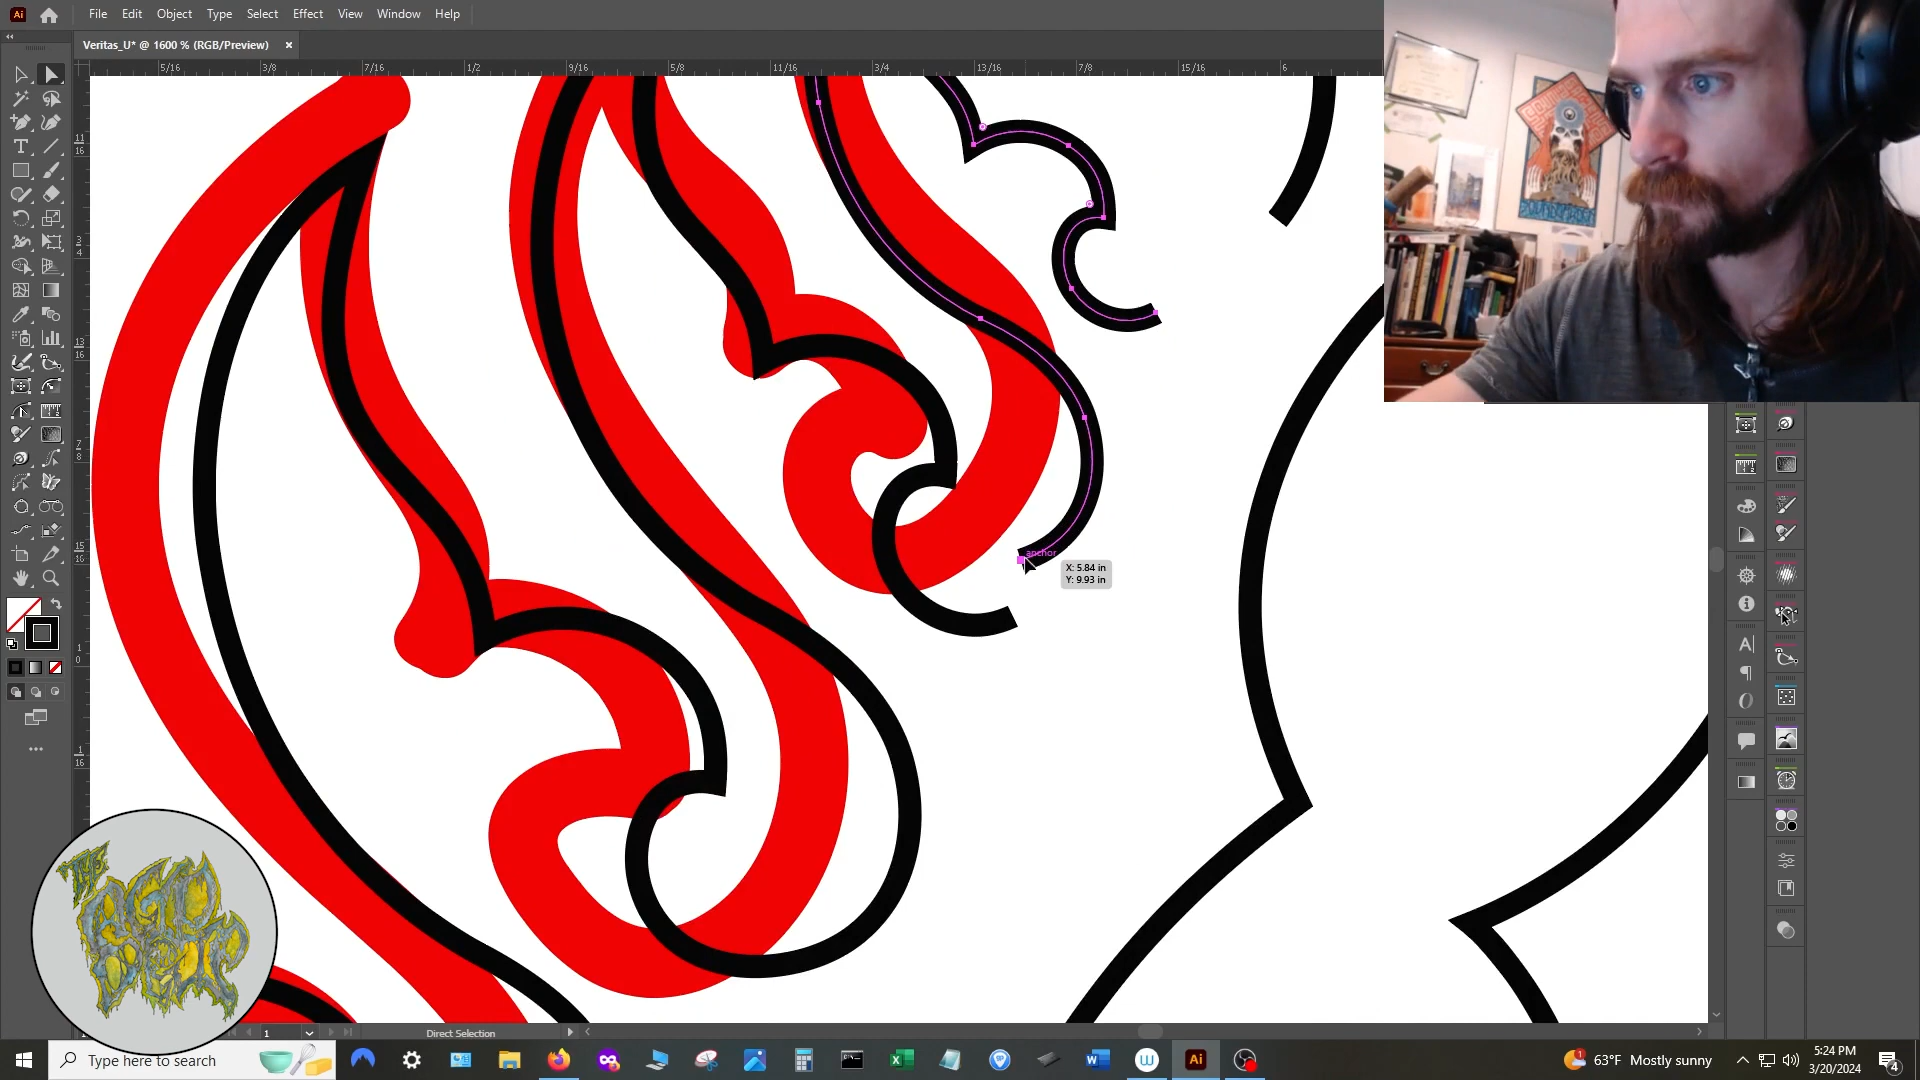 File Edit Object Type Select Effect View Window Help
Veritas_U* @ 1600 % (RGB/Preview)
5/16 3/8 7/16 1/2 9/16 5/8 11/16 3/4 13/16 7/8 15/16 6
anchor
X: 5.84 in
Y: 9.93 in
1
Direct Selection
Type here to search
63°F Mostly sunny
5:24 PM
3/20/2024
4